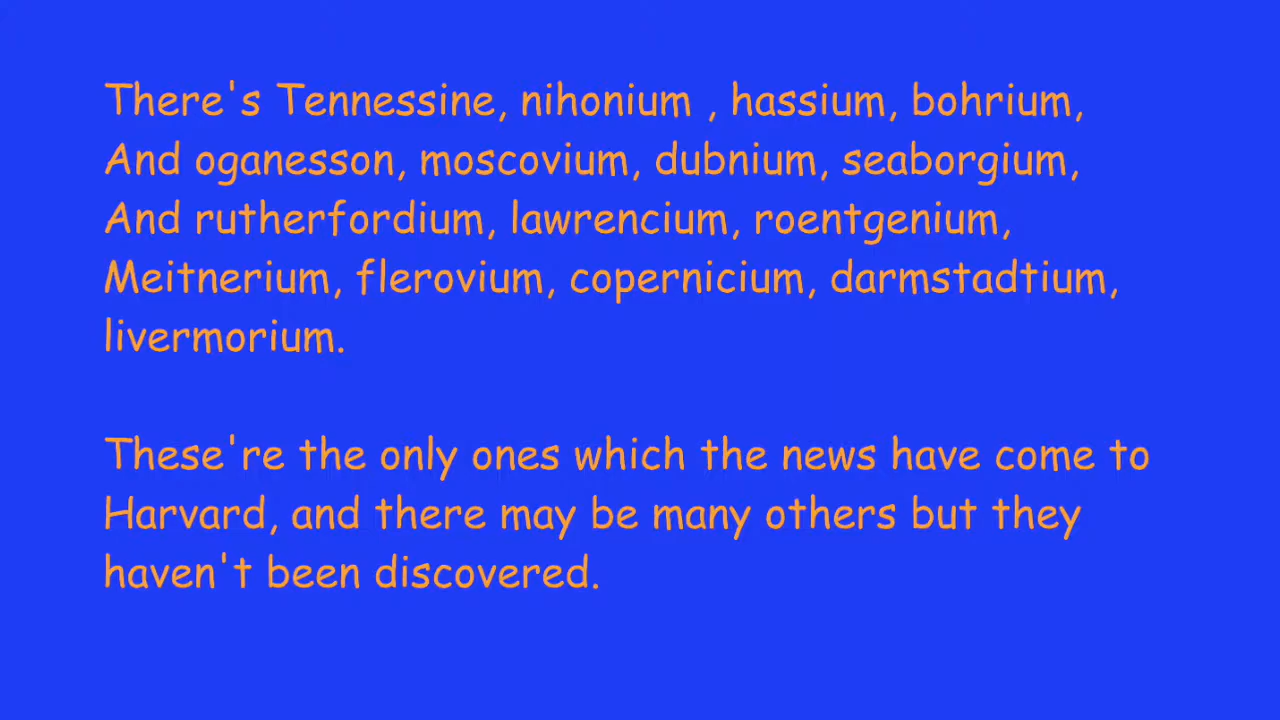 There's Tennessine, nihonium , hassium, bohrium,
And oganesson, moscovium, dubnium, seaborgium,
And rutherfordium, lawrencium, roentgenium,
Meitnerium, flerovium, copernicium, darmstadtium,
livermorium.
These're the only ones which the news have come to
Harvard, and there may be many others but they
haven't been discovered.